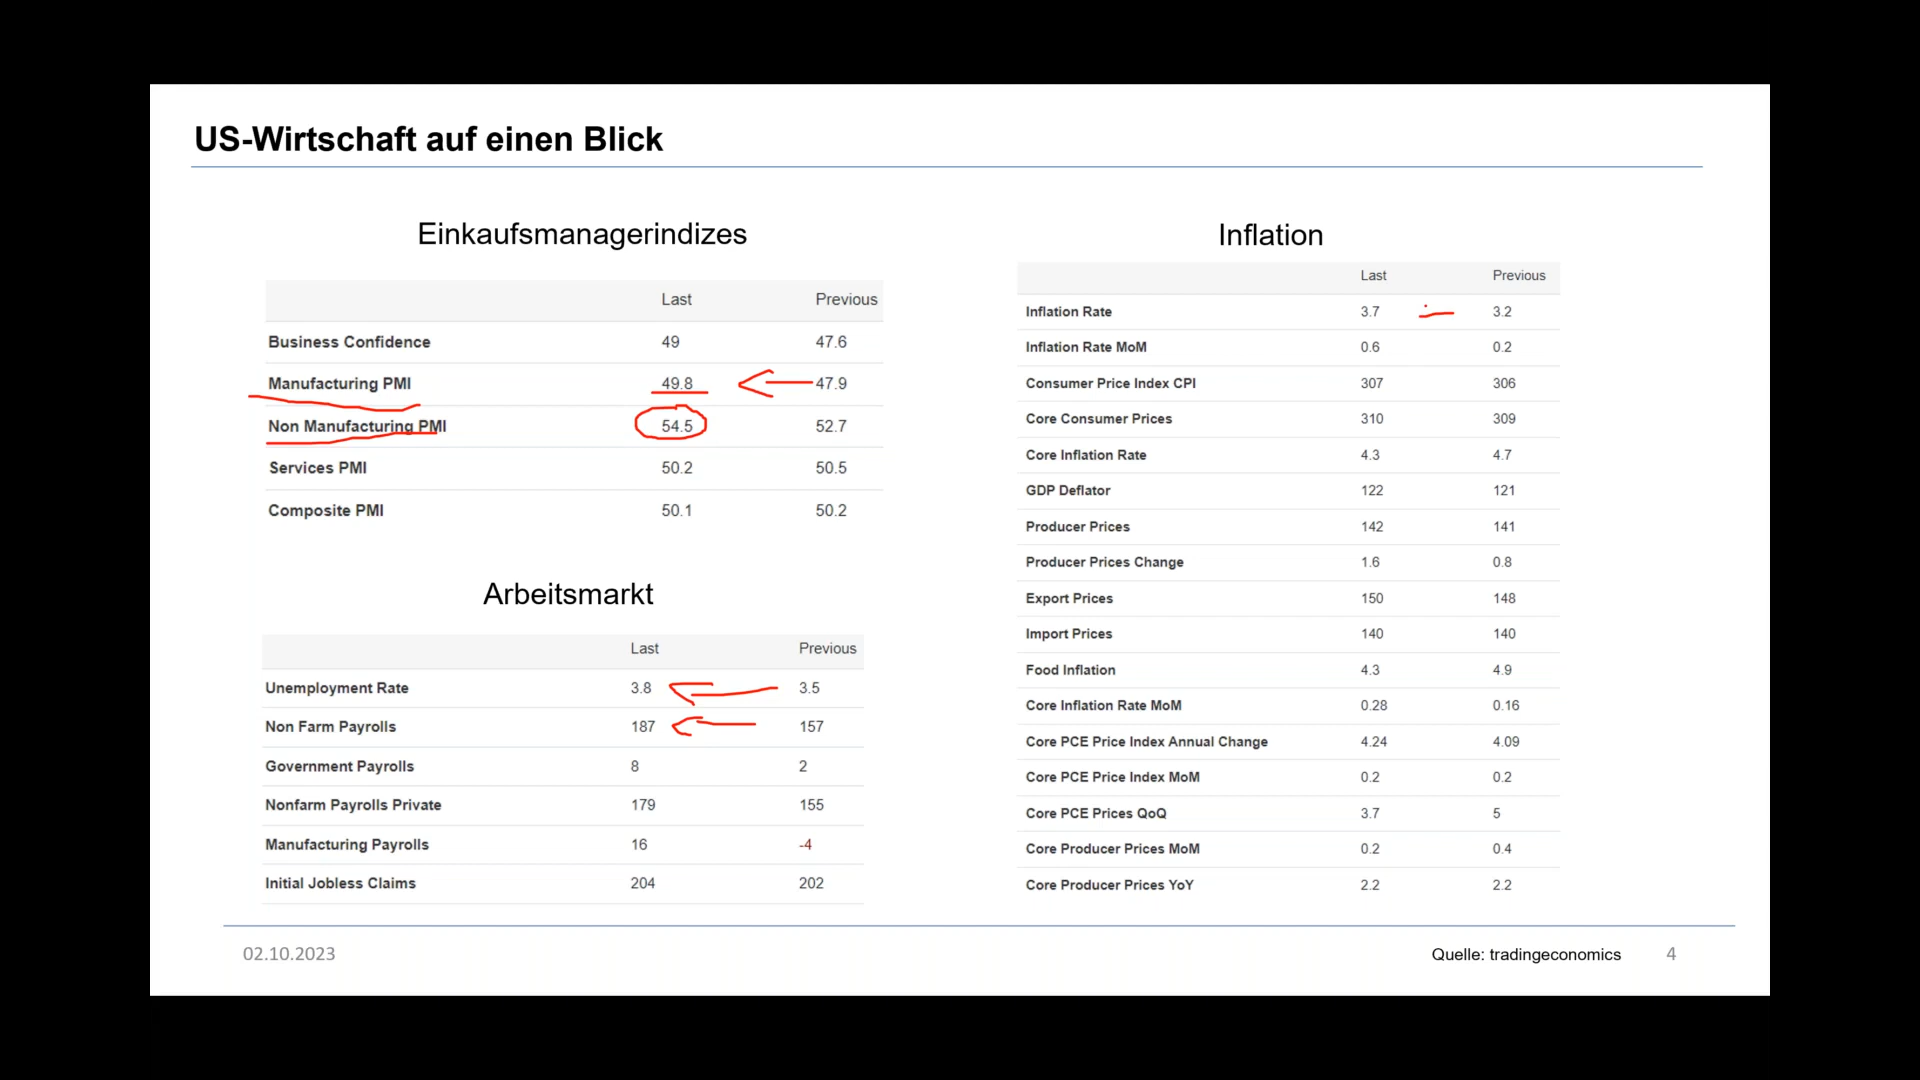 US-Wirtschaft auf einen Blick
Einkaufsmanagerindizes
Last Previous
Business Confidence 49 47.6
Manufacturing PMI 49.8 47.9
Non Manufacturing PMI 54.5 52.7
Services PMI 50.2 50.5
Composite PMI 50.1 50.2
Arbeitsmarkt
Last Previous
Unemployment Rate 3.8 3.5
Non Farm Payrolls 187 157
Government Payrolls 8 2
Nonfarm Payrolls Private 179 155
Manufacturing Payrolls 16 -4
Initial Jobless Claims 204 202
Inflation
Last Previous
Inflation Rate 3.7 3.2
Inflation Rate MoM 0.6 0.2
Consumer Price Index CPI 307 306
Core Consumer Prices 310 309
Core Inflation Rate 4.3 4.7
GDP Deflator 122 121
Producer Prices 142 141
Producer Prices Change 1.6 0.8
Export Prices 150 148
Import Prices 140 140
Food Inflation 4.3 4.9
Core Inflation Rate MoM 0.28 0.16
Core PCE Price Index Annual Change 4.24 4.09
Core PCE Price Index MoM 0.2 0.2
Core PCE Prices QoQ 3.7 5
Core Producer Prices MoM 0.2 0.4
Core Producer Prices YoY 2.2 2.2
02.10.2023
Quelle: tradingeconomics 4